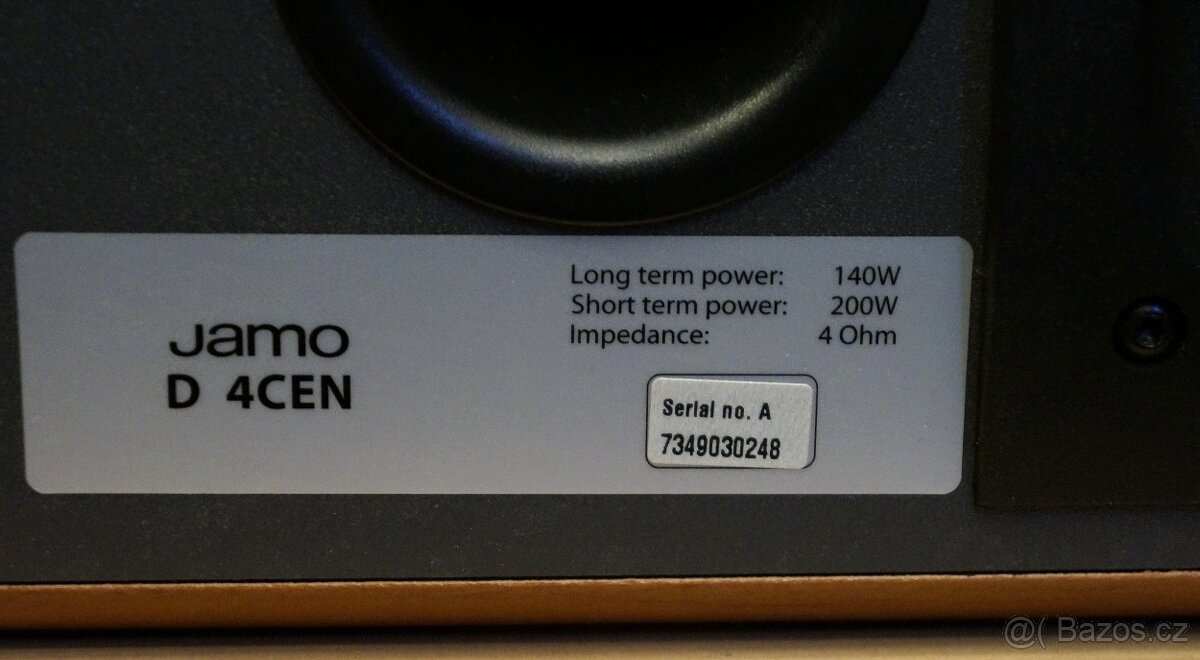 Jamo
D 4CEN
Long term power: 140W
Short term power: 200W
Impedance: 4 Ohm
Serial no. A
7349030248
@( Bazos.cz